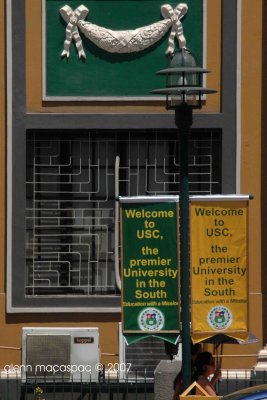 Welcome to
USC,
the
premier
University
in the
South
Education with a Mission
Welcome to
USC,
the
premier
University
in the
South
Education with a Mission
koppel
© glenn macaspac © 2007